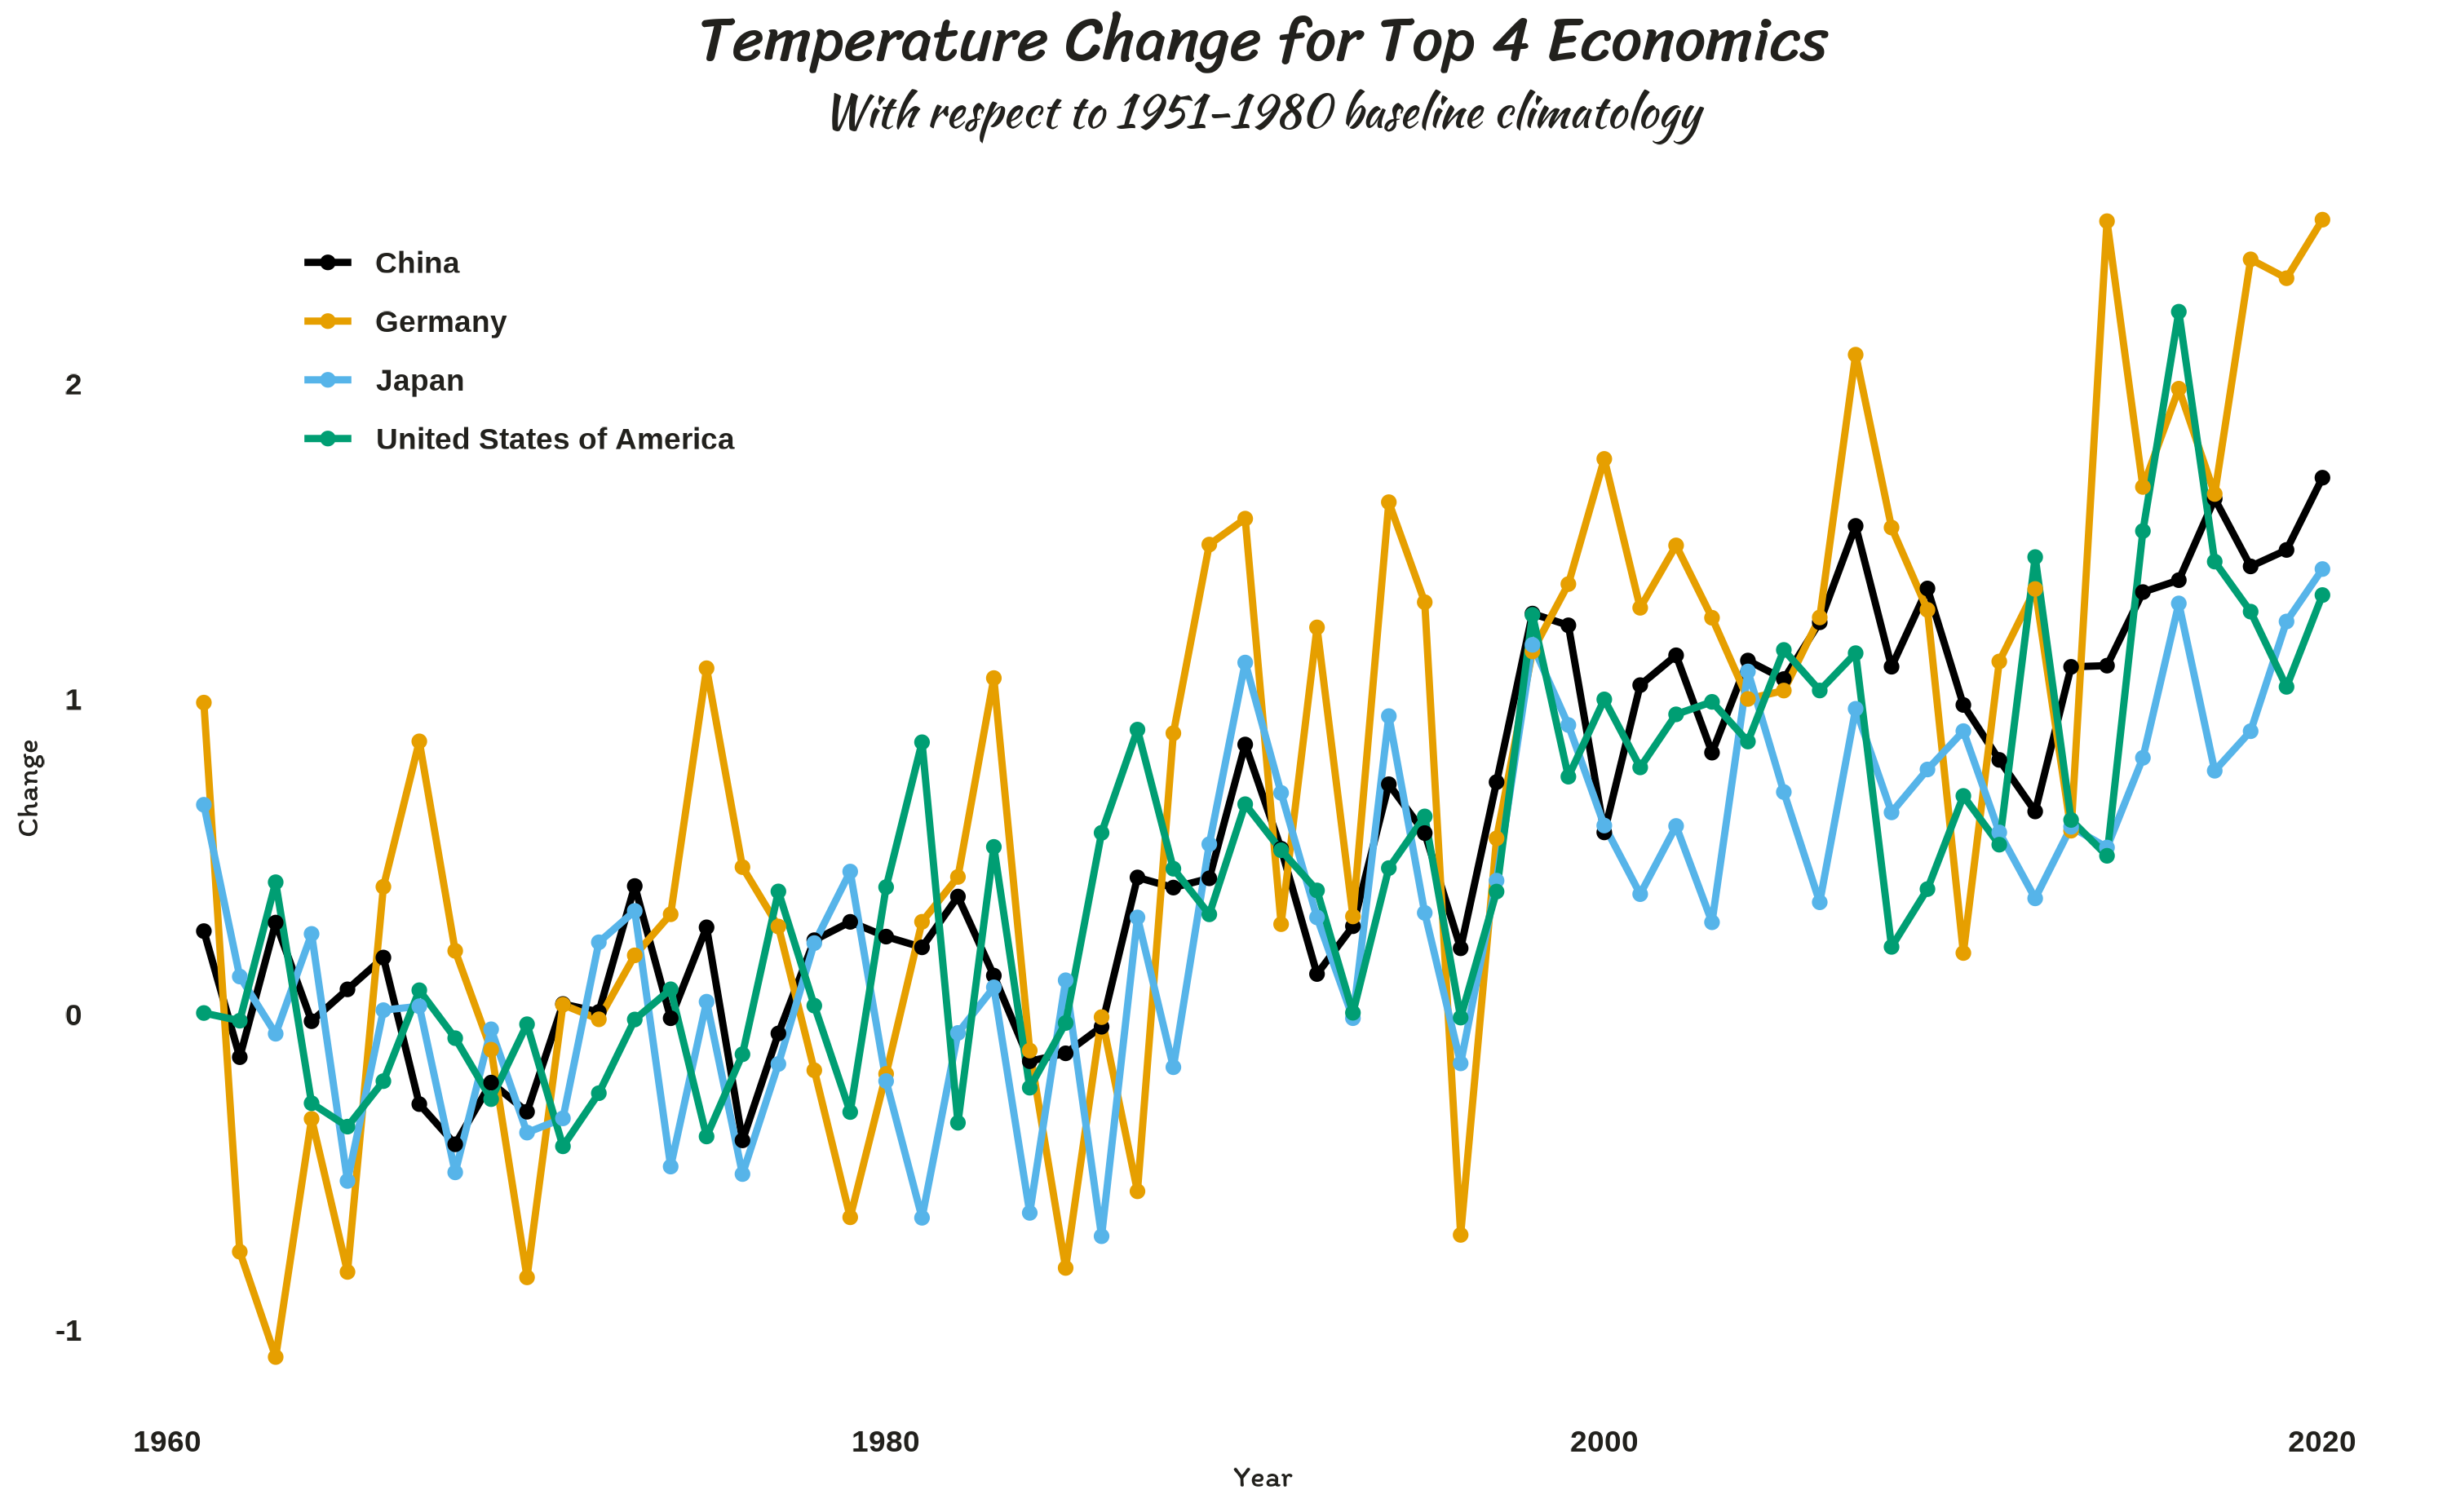 Temperature Change for Top 4 Economics
With respect to 1951-1980 baseline climatology
China
Germany
Japan
United States of America
2
1
0
-1
Change
1960
1980
2000
2020
Year